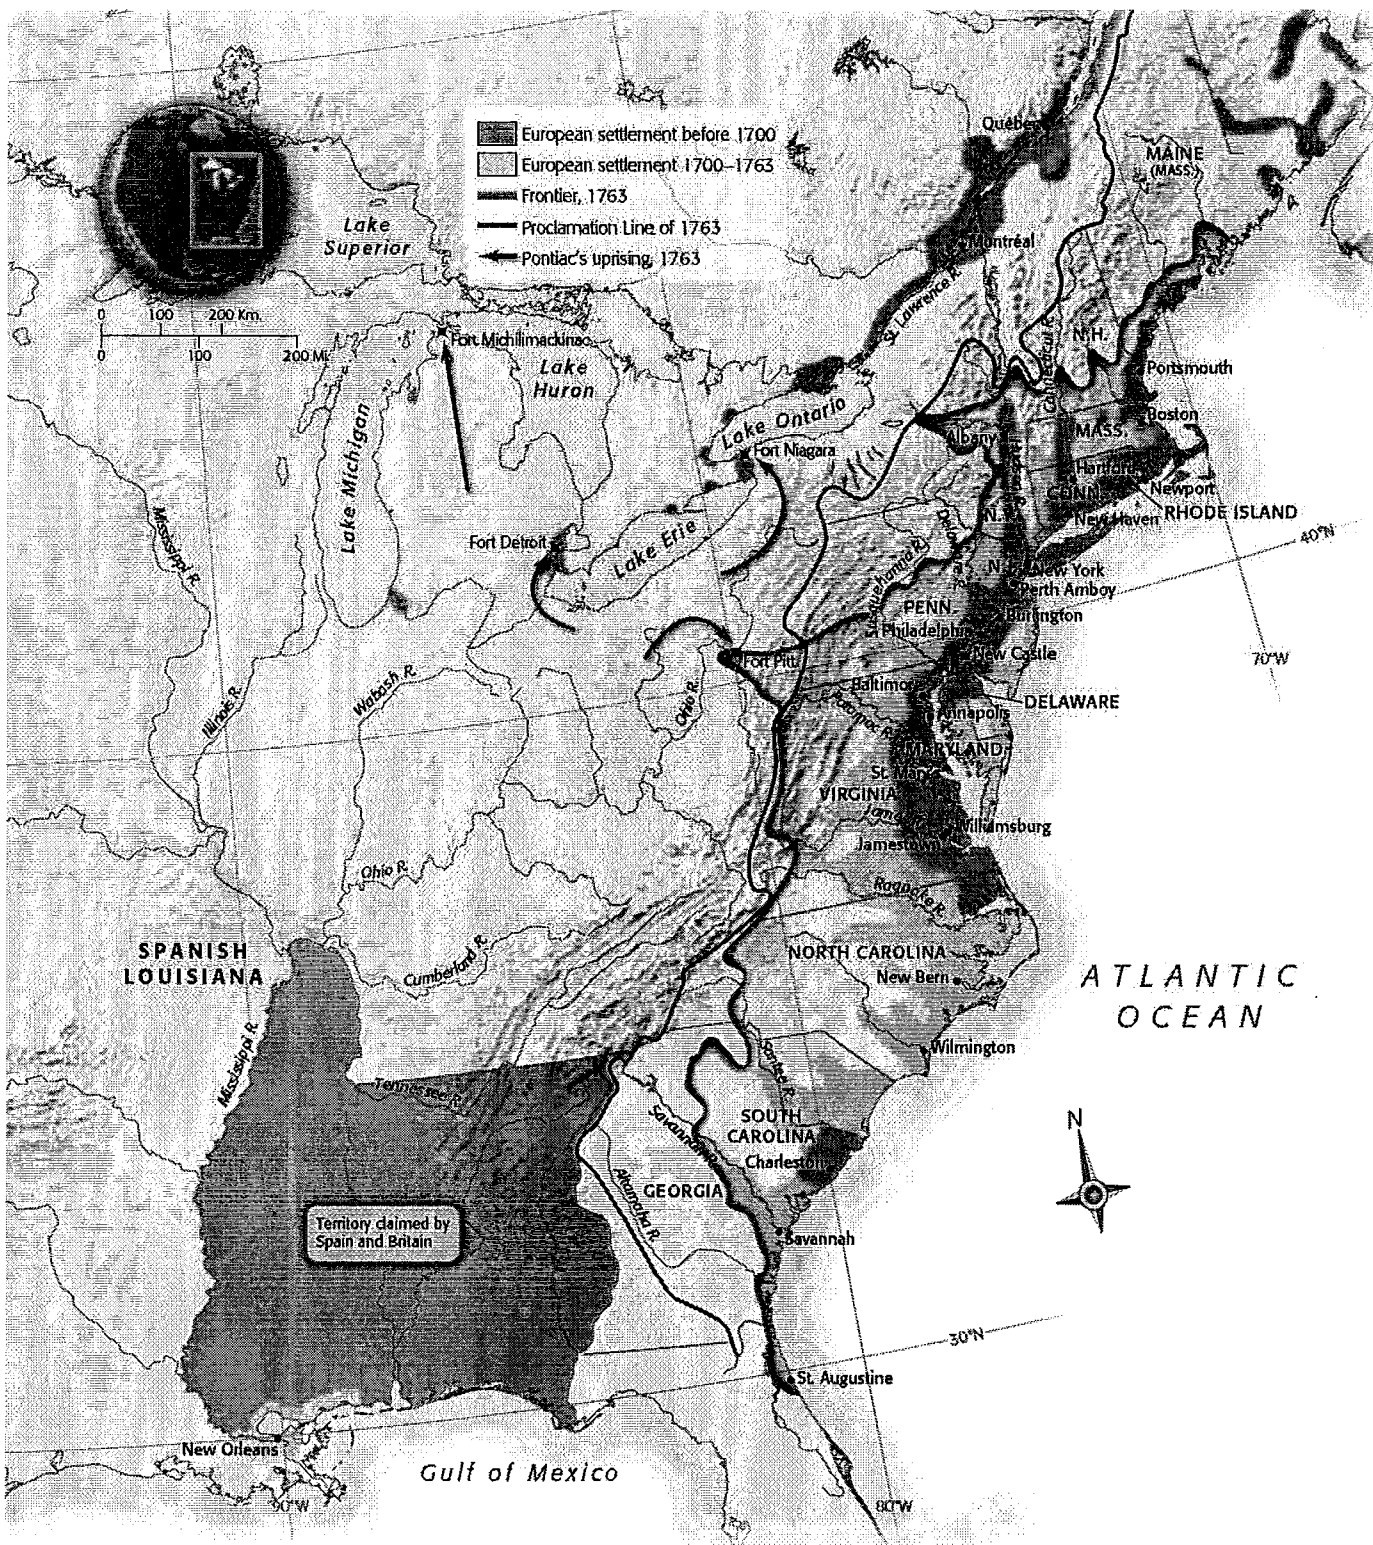 European settlement before 1700
European settlement 1700–1763
Frontier, 1763
Proclamation Line of 1763
Pontiac's uprising, 1763
0 100 200 Km.
0 100 200 Mi.
Lake
Superior
Québec
MAINE
(MASS.)
Montréal
St. Lawrence R.
Fort Michilimackinac
Lake
Huron
Lake Michigan
Lake Ontario
Fort Niagara
Connecticut R.
N.H.
Portsmouth
Boston
MASS.
Albany
Hartford
CONN.
Newport
RHODE ISLAND
New Haven
40°N
Mississippi R.
Fort Detroit
Lake Erie
Susquehanna R.
New York
Perth Amboy
Burlington
PENN.
Philadelphia
New Castle
70°W
Fort Pitt
Baltimore
DELAWARE
Annapolis
Potomac R.
Illinois R.
Wabash R.
Ohio R.
MARYLAND
VIRGINIA
Williamsburg
Jamestown
Ohio R.
Roanoke R.
SPANISH
LOUISIANA
Cumberland R.
NORTH CAROLINA
New Bern
ATLANTIC
OCEAN
Wilmington
Mississippi R.
Tennessee R.
Santee R.
SOUTH
CAROLINA
Savannah R.
Charleston
N
GEORGIA
Altamaha R.
Territory claimed by
Spain and Britain
Savannah
30°N
St. Augustine
New Orleans
Gulf of Mexico
90°W
80°W